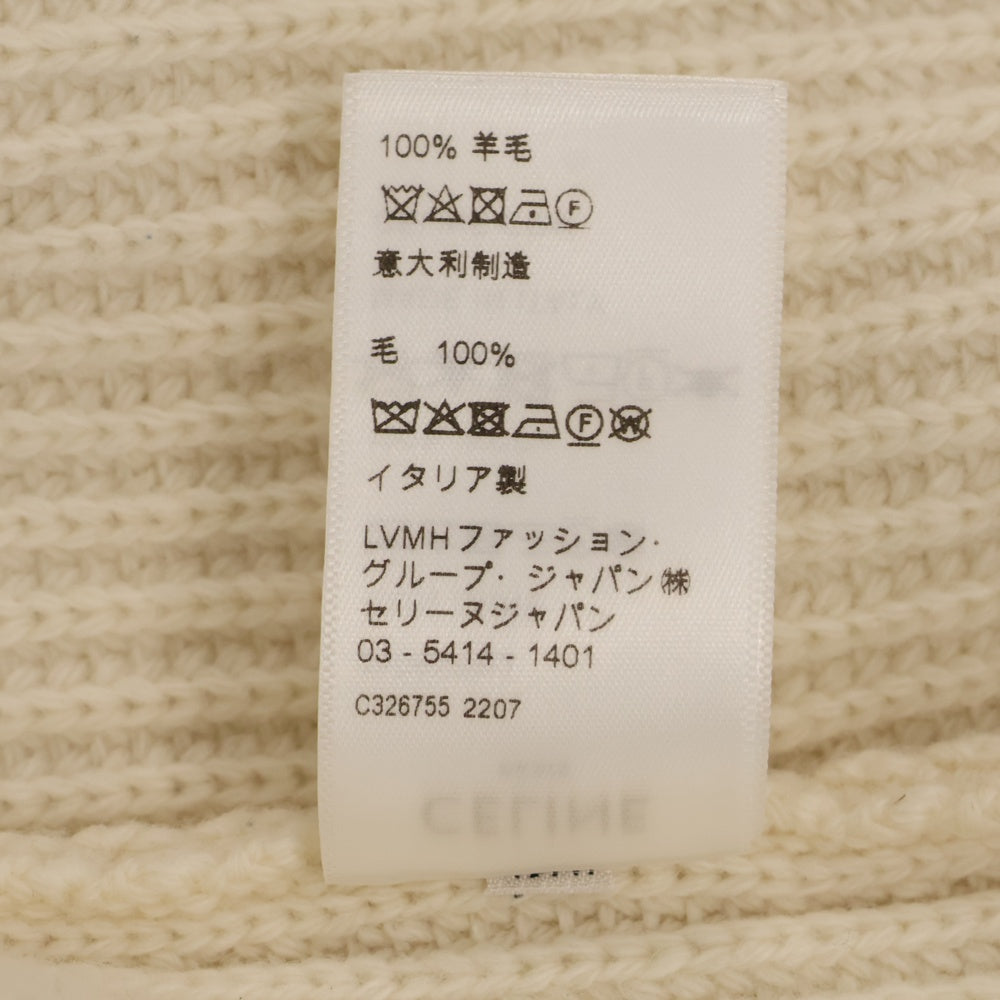 100% 羊毛
F
意大利制造
毛 100%
F W
イタリア製
LVMHファッション・
グループ・ジャパン㈱
セリーヌジャパン
03 - 5414 - 1401
C326755 2207
CELINE